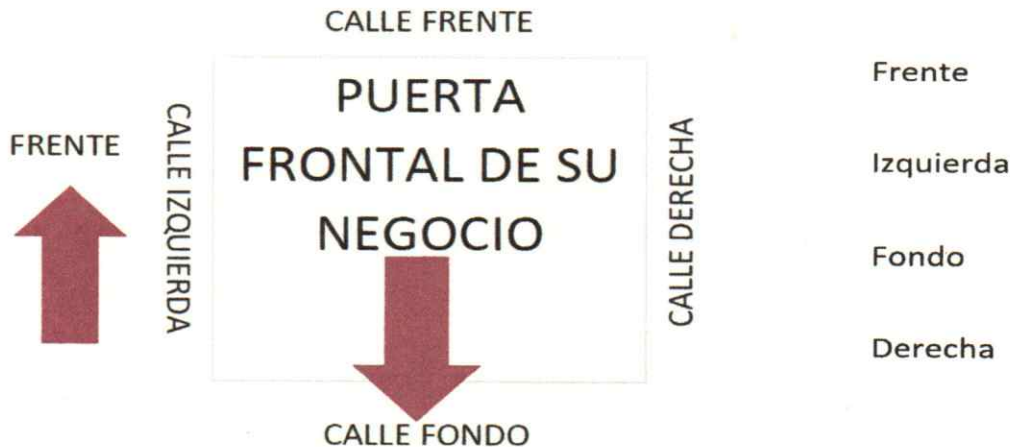 CALLE FRENTE
FRENTE
CALLE IZQUIERDA
PUERTA
FRONTAL DE SU
NEGOCIO
CALLE DERECHA
CALLE FONDO
Frente
Izquierda
Fondo
Derecha